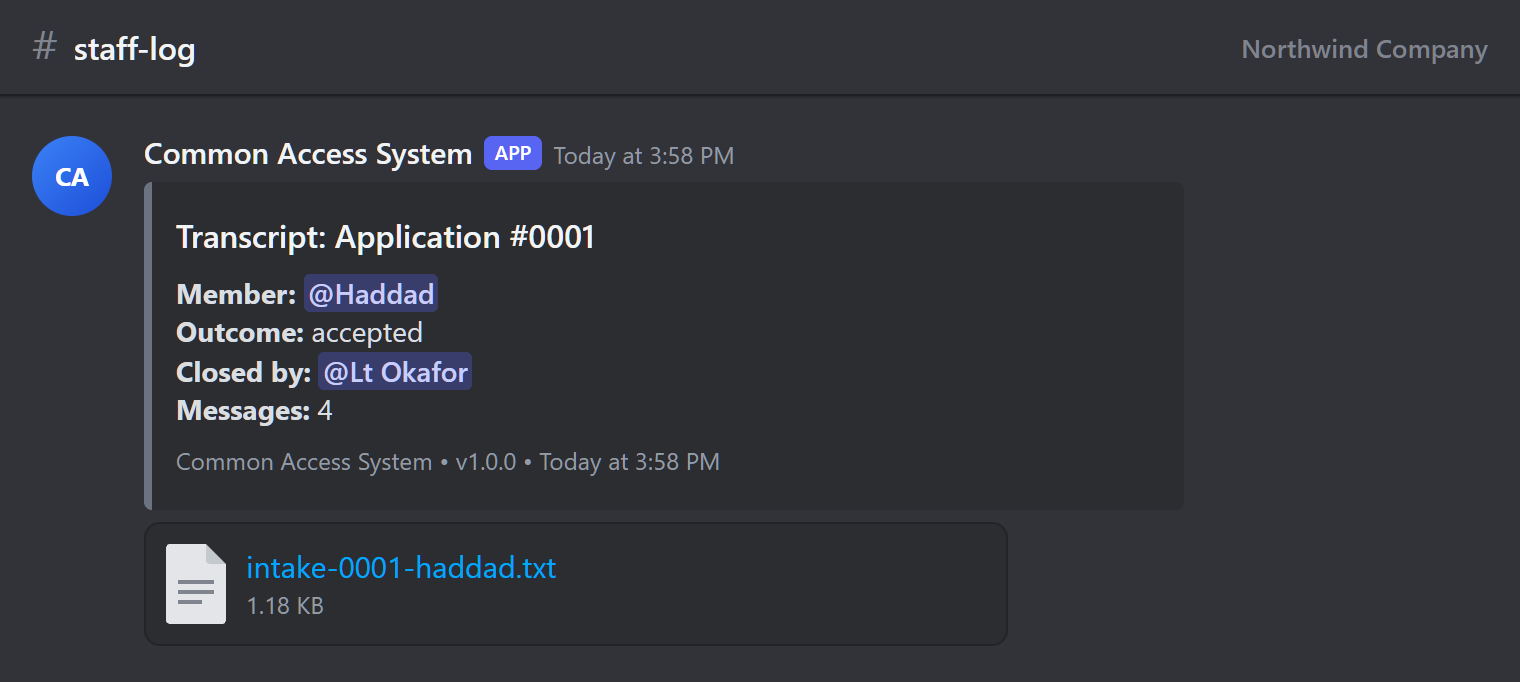 # staff-log
Northwind Company
CA
Common Access System APP Today at 3:58 PM
Transcript: Application #0001
Member: @Haddad
Outcome: accepted
Closed by: @Lt Okafor
Messages: 4
Common Access System • v1.0.0 • Today at 3:58 PM
intake-0001-haddad.txt
1.18 KB